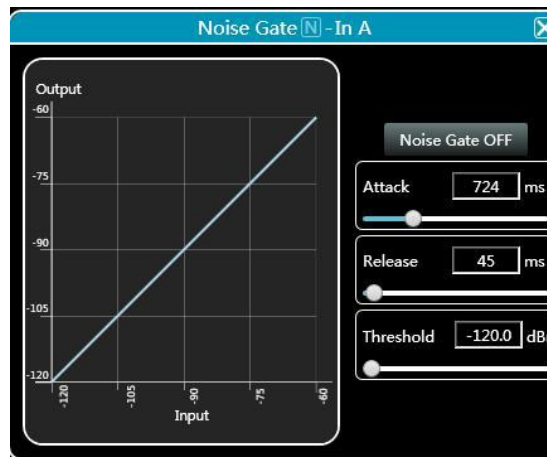 Noise Gate N - In A
Output
-60
-75
-90
-105
-120
-120
-105
-90
-75
-60
Input
Noise Gate OFF
Attack 724 ms
Release 45 ms
Threshold -120.0